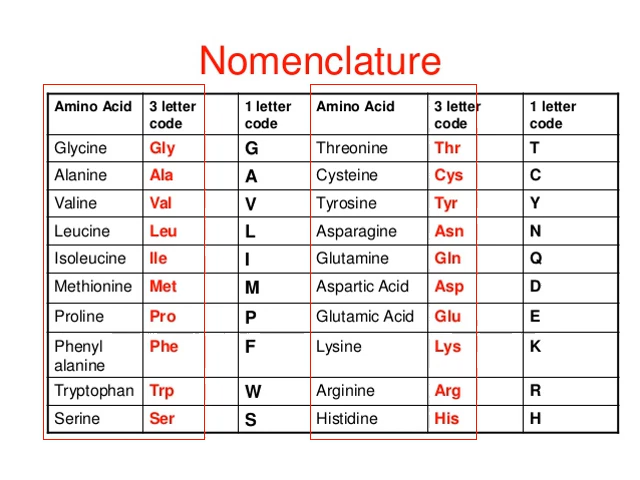 Nomenclature
Amino Acid 3 letter code 1 letter code Amino Acid 3 letter code 1 letter code
Glycine Gly G Threonine Thr T
Alanine Ala A Cysteine Cys C
Valine Val V Tyrosine Tyr Y
Leucine Leu L Asparagine Asn N
Isoleucine Ile I Glutamine Gln Q
Methionine Met M Aspartic Acid Asp D
Proline Pro P Glutamic Acid Glu E
Phenyl alanine Phe F Lysine Lys K
Tryptophan Trp W Arginine Arg R
Serine Ser S Histidine His H